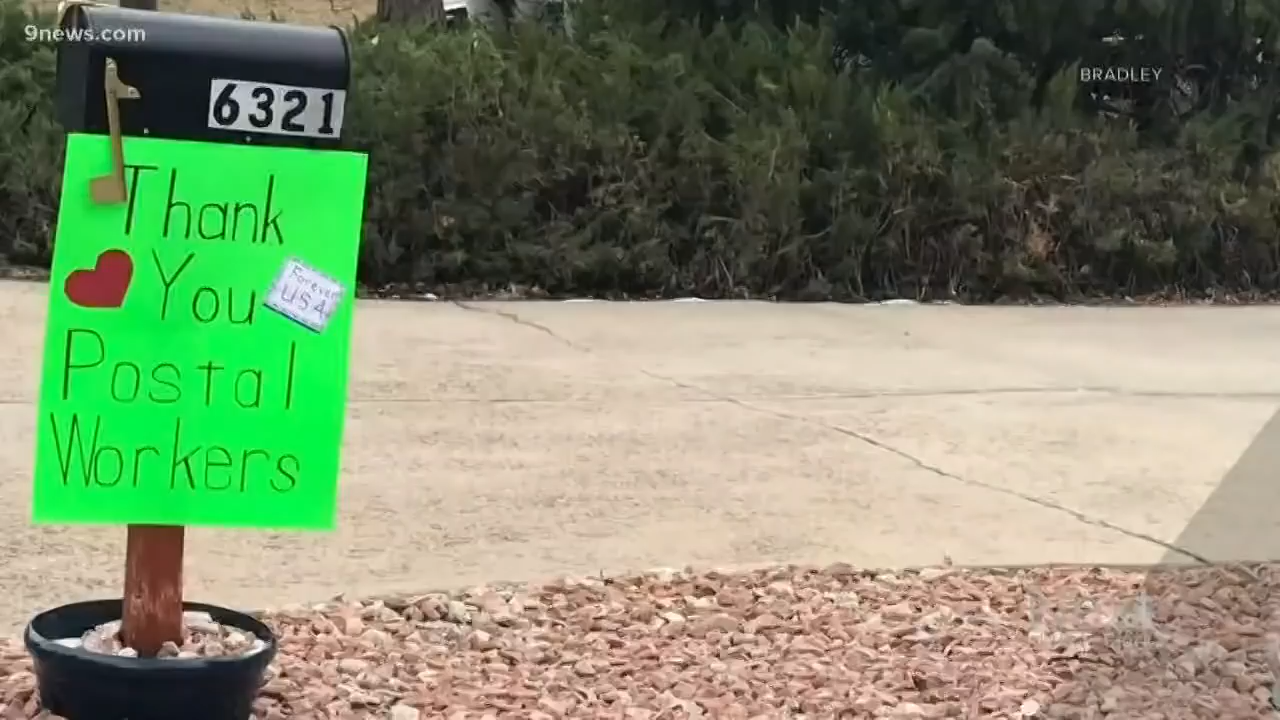 9news.com
BRADLEY
6321
Thank
You
Forever
USA
Postal
Workers